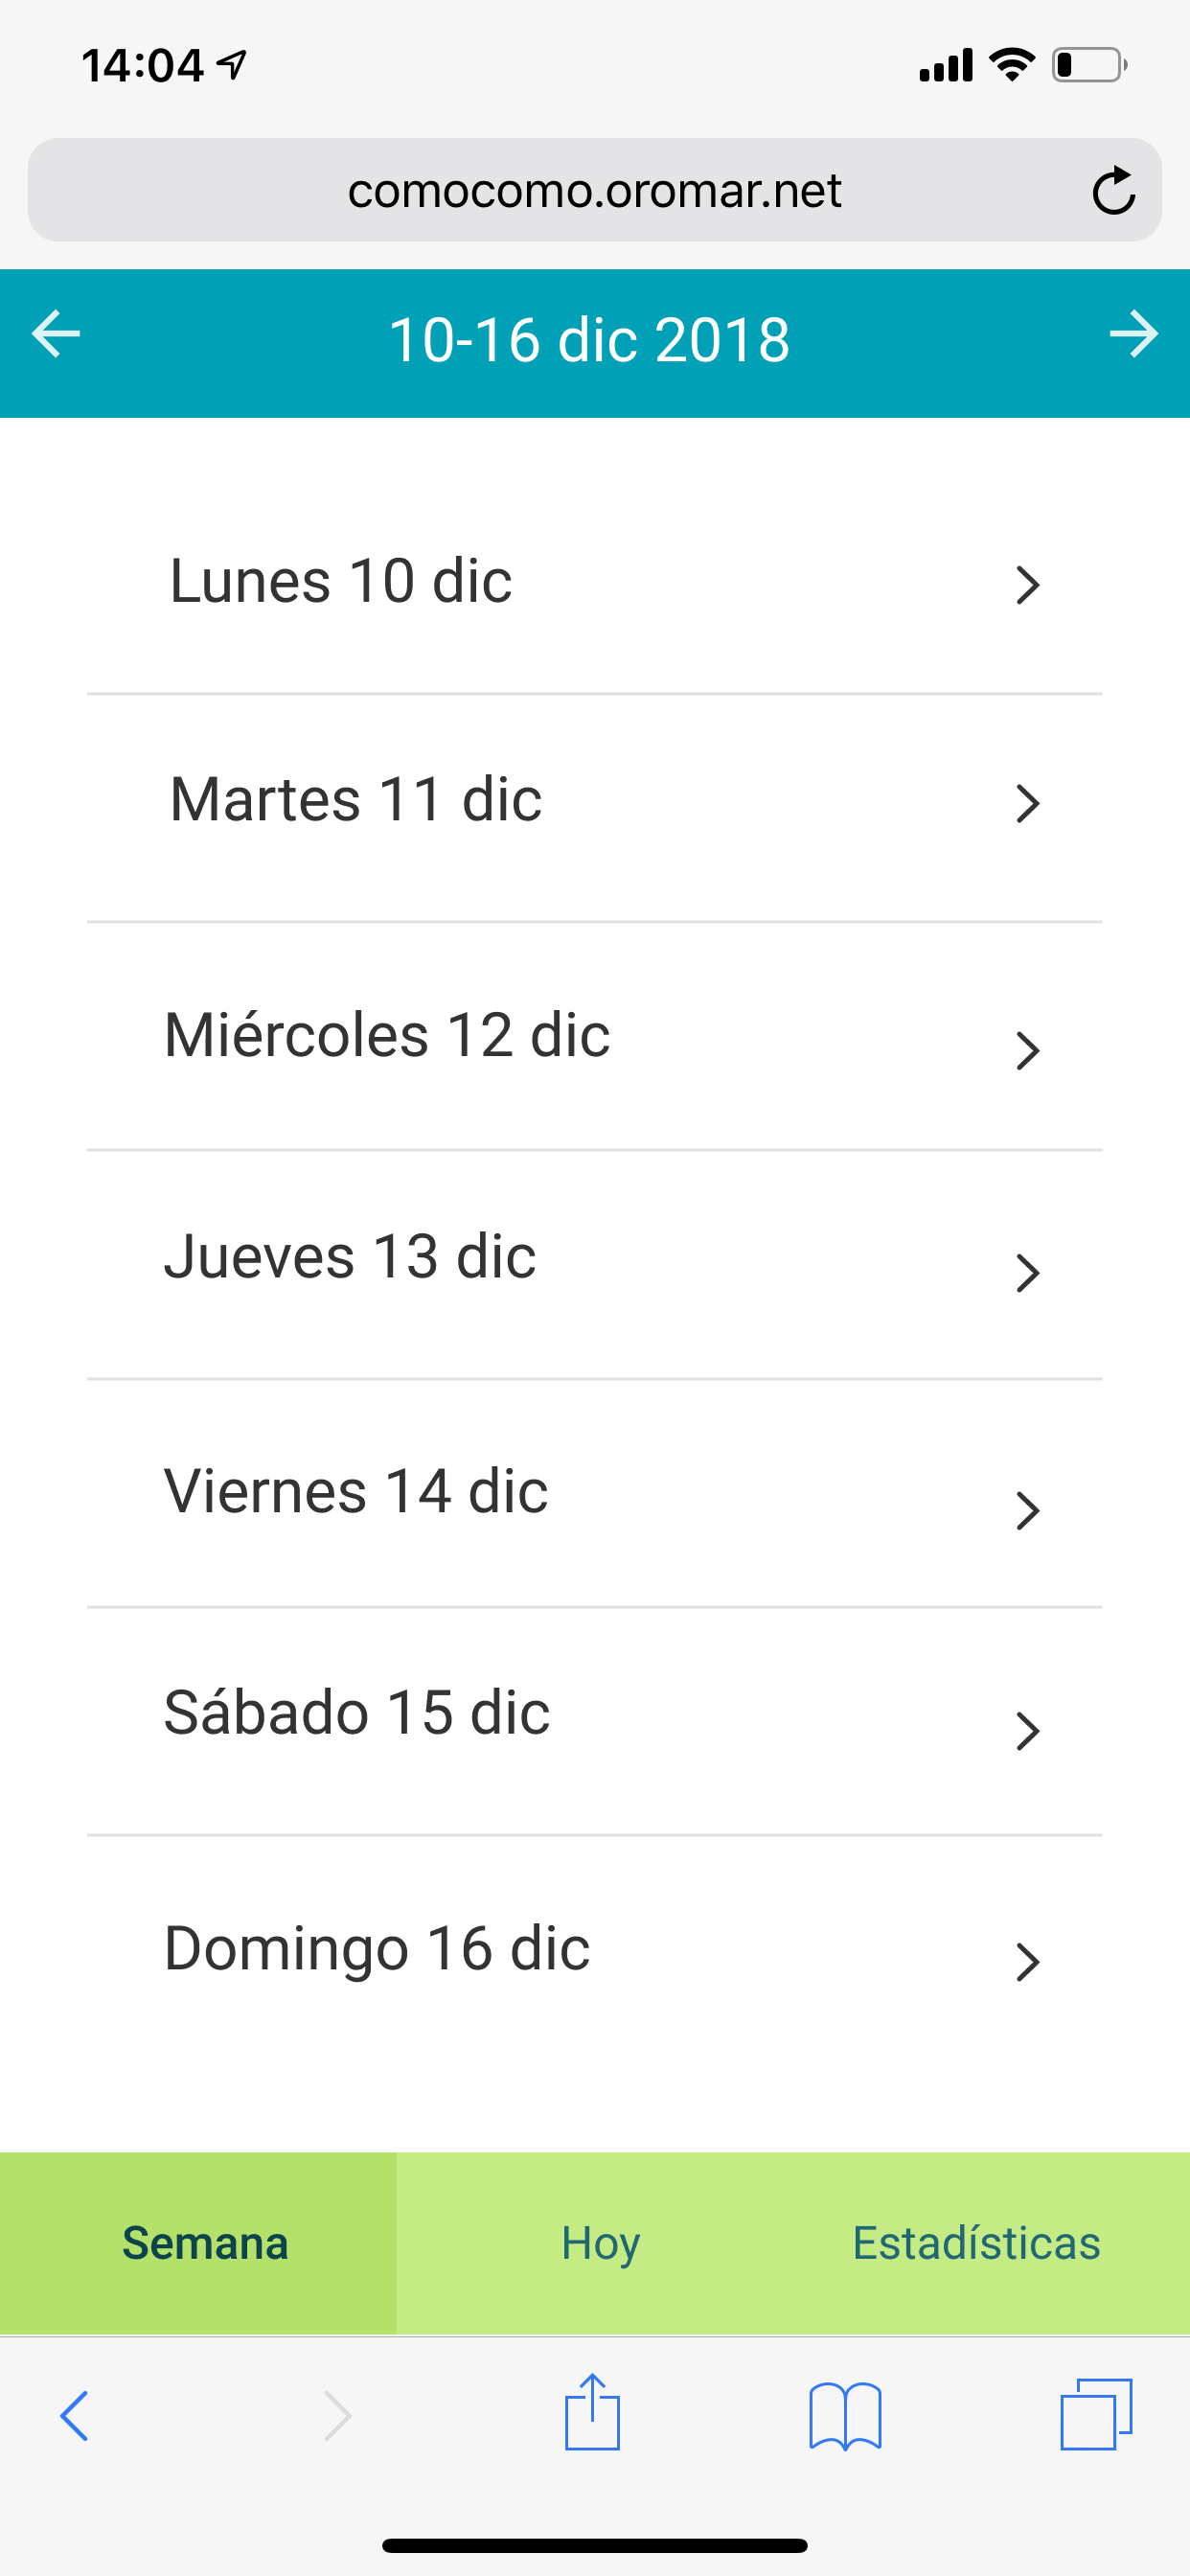 14:04
comocomo.oromar.net
10-16 dic 2018
Lunes 10 dic
Martes 11 dic
Miércoles 12 dic
Jueves 13 dic
Viernes 14 dic
Sábado 15 dic
Domingo 16 dic
Semana Hoy Estadísticas